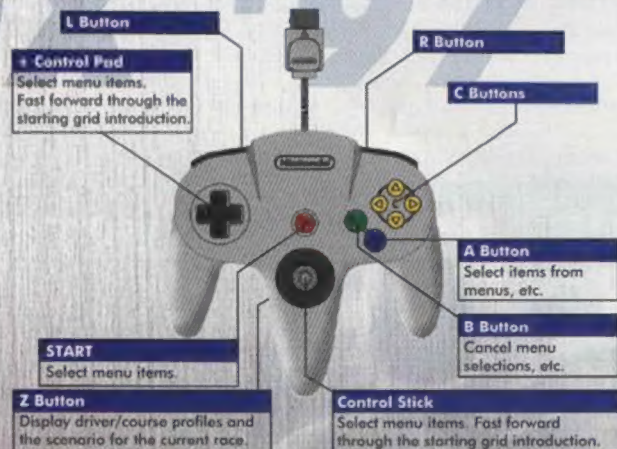 '97
L Button
R Button
+ Control Pad
Select menu items.
Fast forward through the
starting grid introduction.
C Buttons
C
A Button
Select items from
menus, etc.
B Button
Cancel menu
selections, etc.
START
Select menu items.
Z Button
Display driver/course profiles and
the scenario for the current race.
Control Stick
Select menu items. Fast forward
through the starting grid introduction.